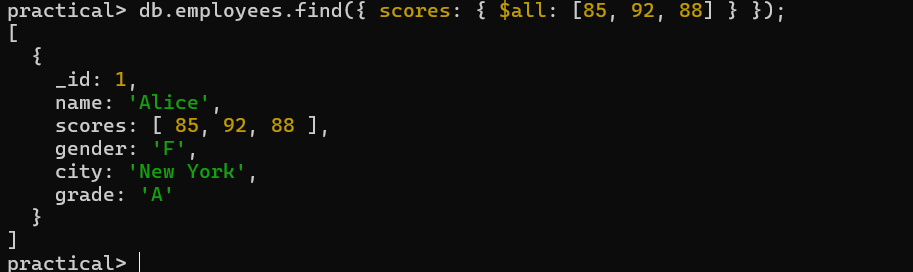 practical> db.employees.find({ scores: { $all: [85, 92, 88] } });
[
  {
    _id: 1,
    name: 'Alice',
    scores: [ 85, 92, 88 ],
    gender: 'F',
    city: 'New York',
    grade: 'A'
  }
]
practical>